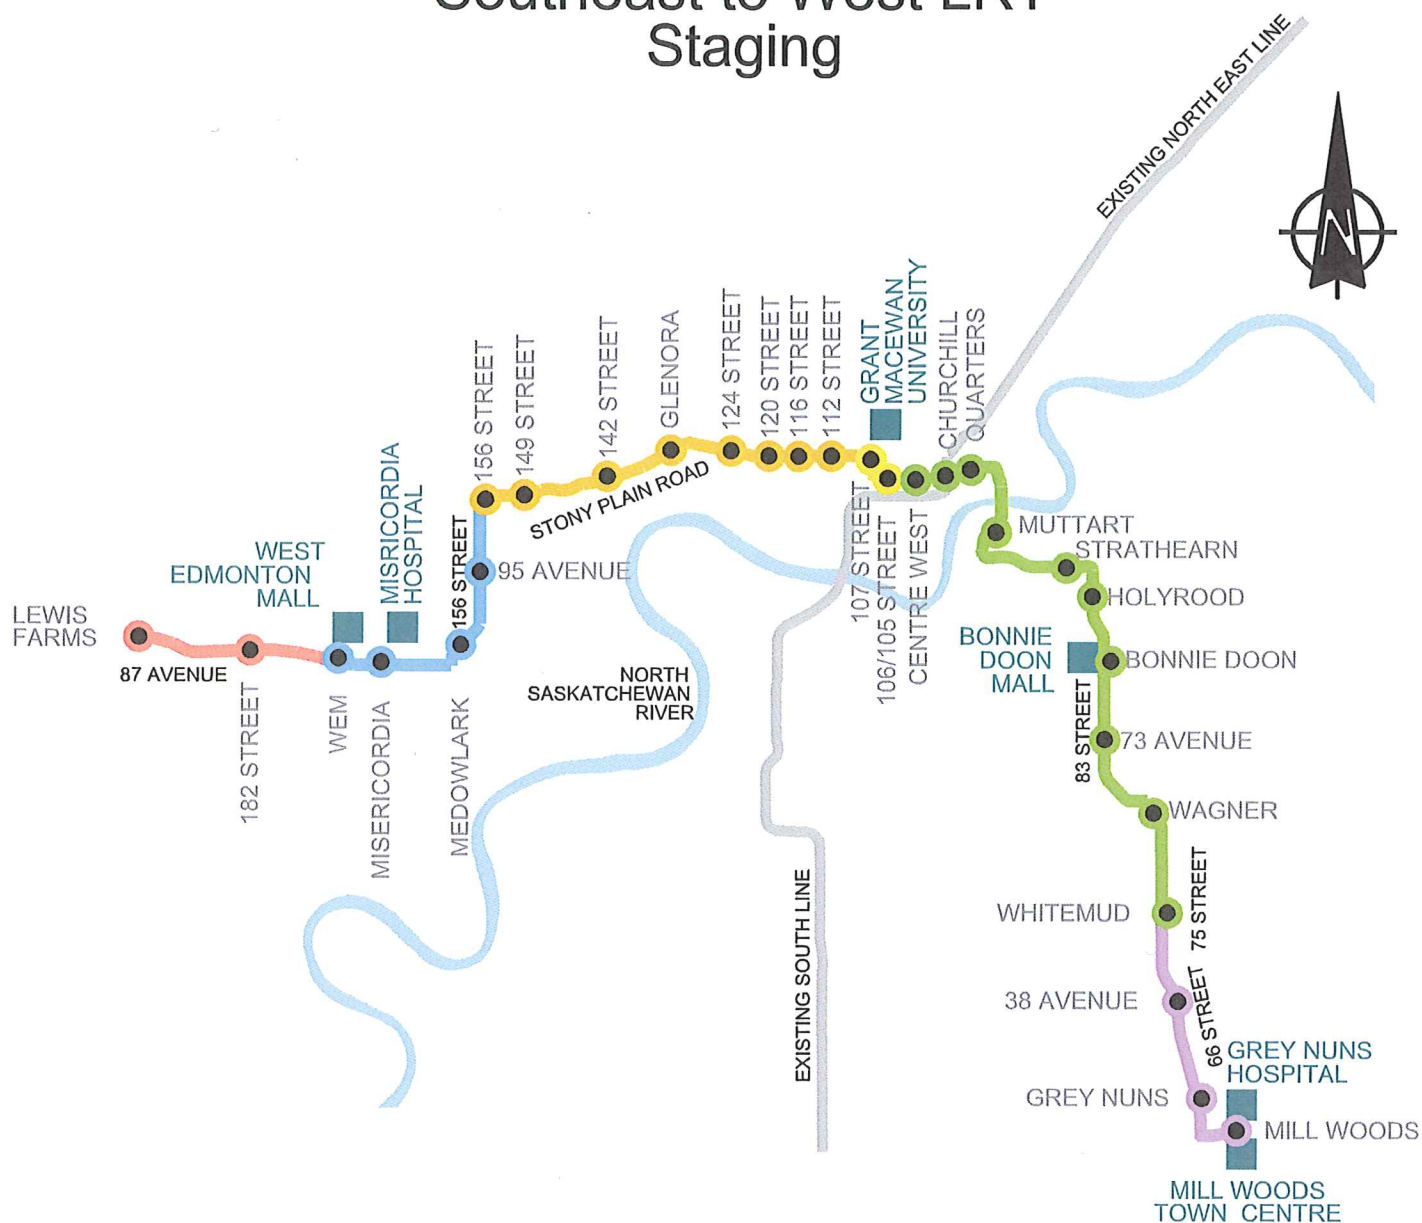 Southeast to West LRT
Staging
EXISTING NORTH EAST LINE
N
156 STREET
149 STREET
142 STREET
GLENORA
124 STREET
120 STREET
116 STREET
112 STREET
GRANT
MACEWAN
UNIVERSITY
CHURCHILL
QUARTERS
STONY PLAIN ROAD
MISRICORDIA
HOSPITAL
WEST
EDMONTON
MALL
156 STREET
95 AVENUE
LEWIS
FARMS
87 AVENUE
182 STREET
WEM
MISERICORDIA
MEDOWLARK
NORTH
SASKATCHEWAN
RIVER
107 STREET
106/105 STREET
CENTRE WEST
MUTTART
STRATHEARN
HOLYROOD
BONNIE
DOON
MALL
BONNIE DOON
83 STREET
73 AVENUE
WAGNER
EXISTING SOUTH LINE
WHITEMUD
75 STREET
38 AVENUE
66 STREET
GREY NUNS
HOSPITAL
GREY NUNS
MILL WOODS
MILL WOODS
TOWN CENTRE